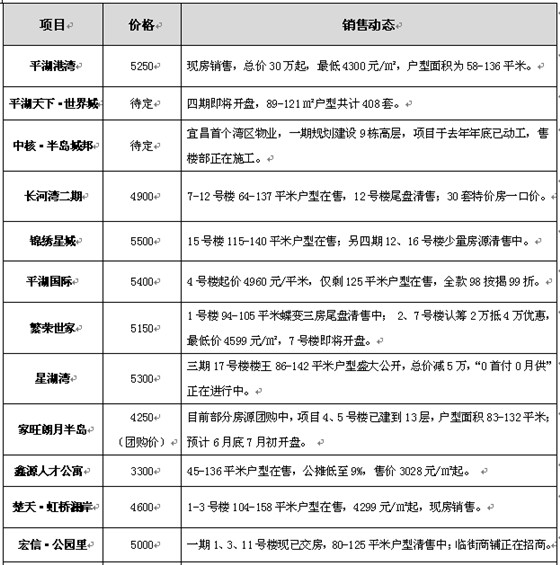 项目 价格 销售动态
平湖港湾 5250 现房销售，总价30万起，最低4300元/㎡，户型面积为58-136平米。
平湖天下·世界城 待定 四期即将开盘，89-121㎡户型共计408套。
中核·半岛城邦 待定 宜昌首个湾区物业，一期规划建设9栋高层，项目于去年年底已动工，售
楼部正在施工。
长河湾二期 4900 7-12号楼64-137平米户型在售，12号楼尾盘清售；30套特价房一口价。
锦绣星城 5500 15号楼115-140平米户型在售；另四期12、16号楼少量房源清售中。
平湖国际 5400 4号楼起价4960元/平米，仅剩125平米户型在售，全款98按揭99折。
繁荣世家 5150 1号楼94-105平米蝶变三房尾盘清售中； 2、7号楼认筹2万抵4万优惠，
最低价4599元/㎡，7号楼即将开盘。
星湖湾 5300 三期17号楼楼王86-142平米户型盛大公开，总价减5万，“0首付0月供”
正在进行中。
家旺朗月半岛 4250 目前部分房源团购中，项目4、5号楼已建到13层，户型面积83-132平米；
（团购价） 预计6月底7月初开盘。
鑫源人才公寓 3300 45-136平米户型在售，公摊低至9%，售价3028元/㎡起。
楚天·虹桥湘岸 4600 1-3号楼104-158平米户型在售，4299元/㎡起，现房销售。
宏信·公园里 5000 一期1、3、11号楼现已交房，80-125平米户型清售中；临街商铺正在招商。